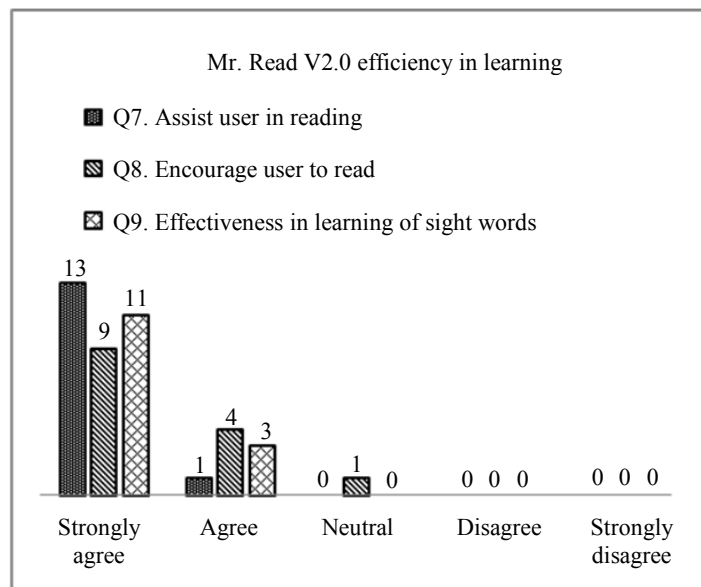 Mr. Read V2.0 efficiency in learning
Q7. Assist user in reading
Q8. Encourage user to read
Q9. Effectiveness in learning of sight words
13
9
11
1
4
3
0
1
0
0 0 0
0 0 0
Strongly agree
Agree
Neutral
Disagree
Strongly disagree